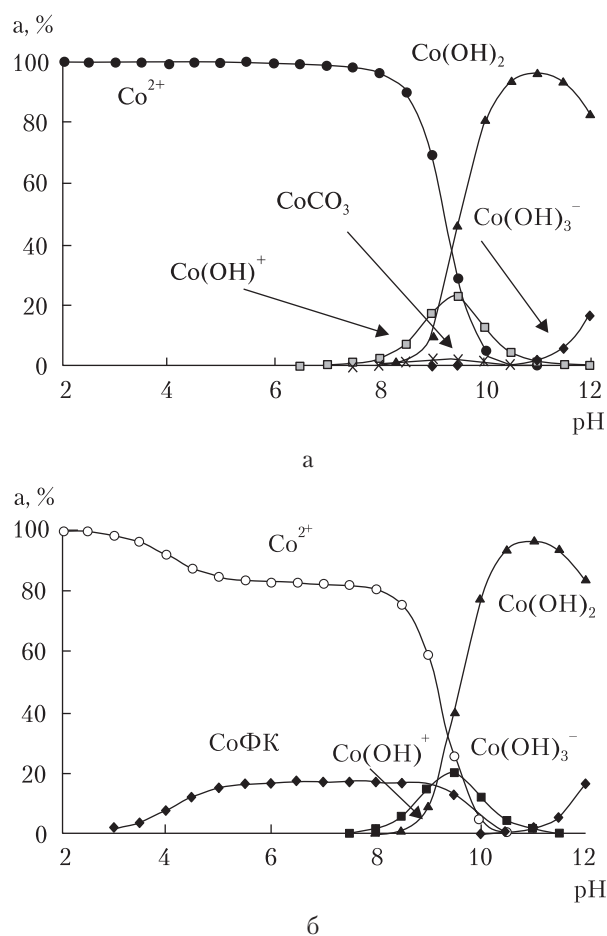 a, %
100
80
60
40
20
0
Co²⁺
Co(OH)₂
CoCO₃
Co(OH)₃⁻
Co(OH)⁺
2 4 6 8 10 12
pH
а
a, %
100
80
60
40
20
0
Co²⁺
Co(OH)₂
СоФК
Co(OH)⁺
Co(OH)₃⁻
2 4 6 8 10 12
pH
б